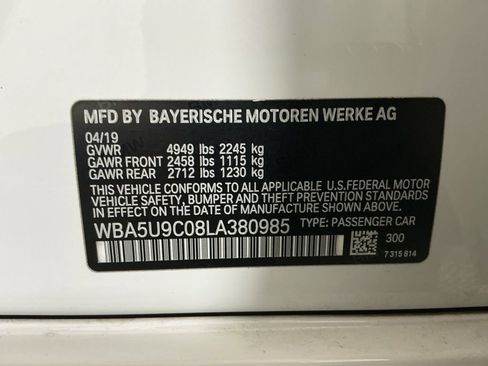 MFD BY BAYERISCHE MOTOREN WERKE AG
04/19
GVWR 4949 lbs 2245 kg
GAWR FRONT 2458 lbs 1115 kg
GAWR REAR 2712 lbs 1230 kg
THIS VEHICLE CONFORMS TO ALL APPLICABLE U.S.FEDERAL MOTOR
VEHICLE SAFETY, BUMPER, AND THEFT PREVENTION STANDARDS
IN EFFECT ON THE DATE OF MANUFACTURE SHOWN ABOVE.
WBA5U9C08LA380985 TYPE: PASSENGER CAR
300
7 315 814